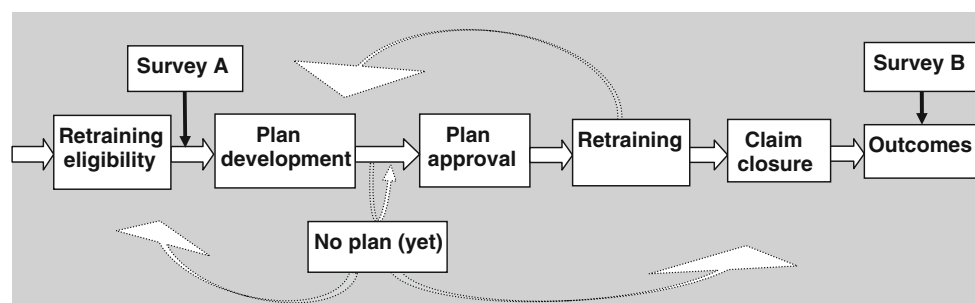 Survey A
Survey B
Retraining
eligibility
Plan
development
Plan
approval
Retraining
Claim
closure
Outcomes
No plan (yet)